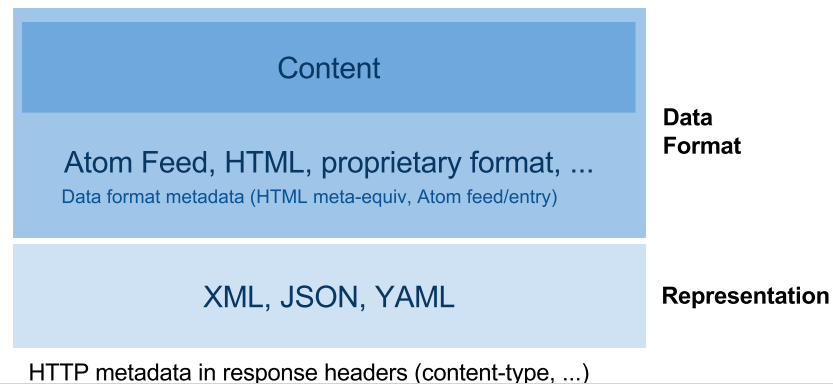 Content
Data
Format
Atom Feed, HTML, proprietary format, ...
Data format metadata (HTML meta-equiv, Atom feed/entry)
XML, JSON, YAML
Representation
HTTP metadata in response headers (content-type, ...)